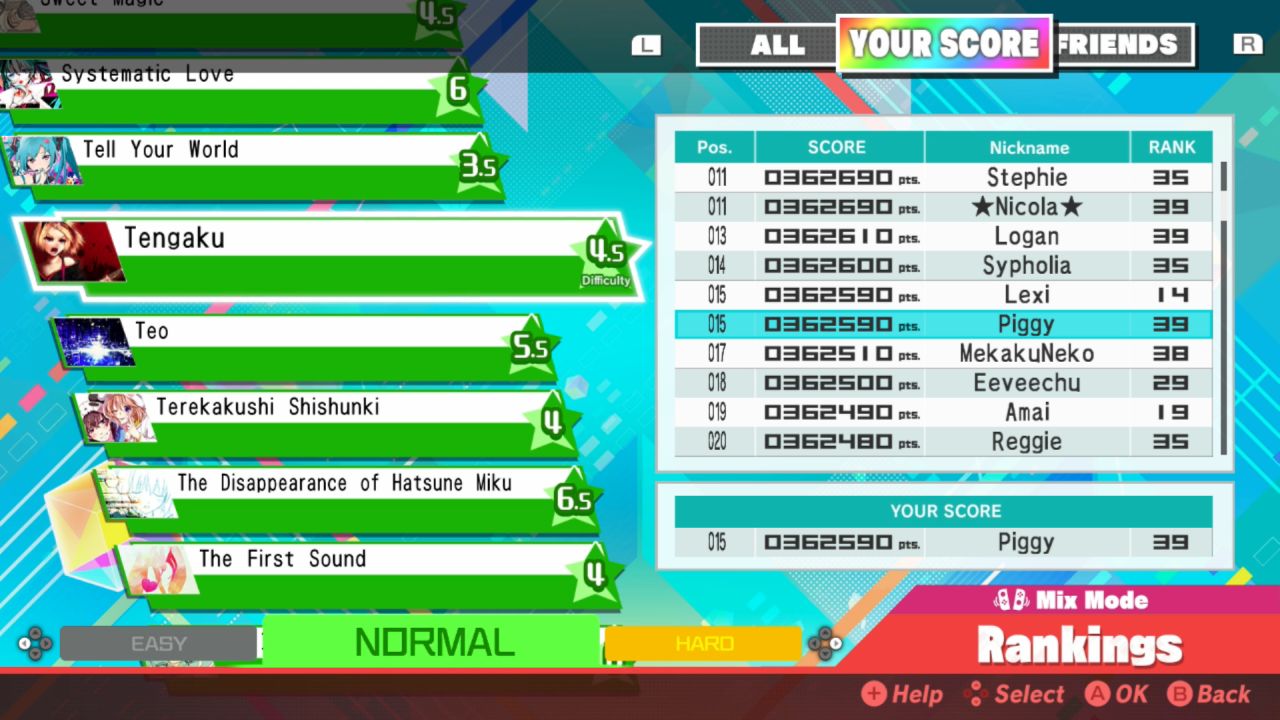 Sweet Magic
4.5
L
ALL
YOUR SCORE
FRIENDS
R
Systematic Love
6
Tell Your World
3.5
Tengaku
4.5
Difficulty
Teo
5.5
Terekakushi Shishunki
4
The Disappearance of Hatsune Miku
6.5
The First Sound
4
Pos. SCORE Nickname RANK
011 0362690 pts. Stephie 35
011 0362690 pts. ★Nicola★ 39
013 0362610 pts. Logan 39
014 0362600 pts. Sypholia 35
015 0362590 pts. Lexi 14
015 0362590 pts. Piggy 39
017 0362510 pts. MekakuNeko 38
018 0362500 pts. Eeveechu 29
019 0362490 pts. Amai 19
020 0362480 pts. Reggie 35
YOUR SCORE
015 0362590 pts. Piggy 39
Mix Mode
Rankings
EASY
NORMAL
HARD
+ Help
Select
A OK
B Back